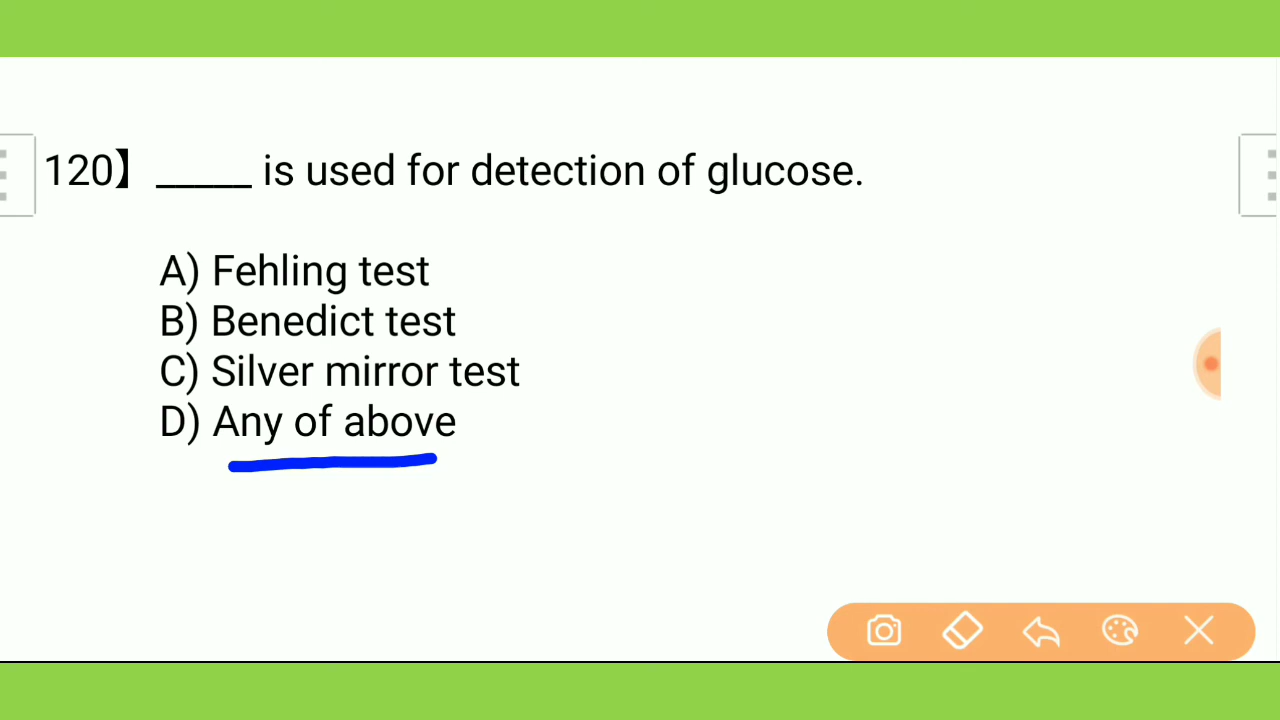 120】 _____ is used for detection of glucose.
A) Fehling test
B) Benedict test
C) Silver mirror test
D) Any of above